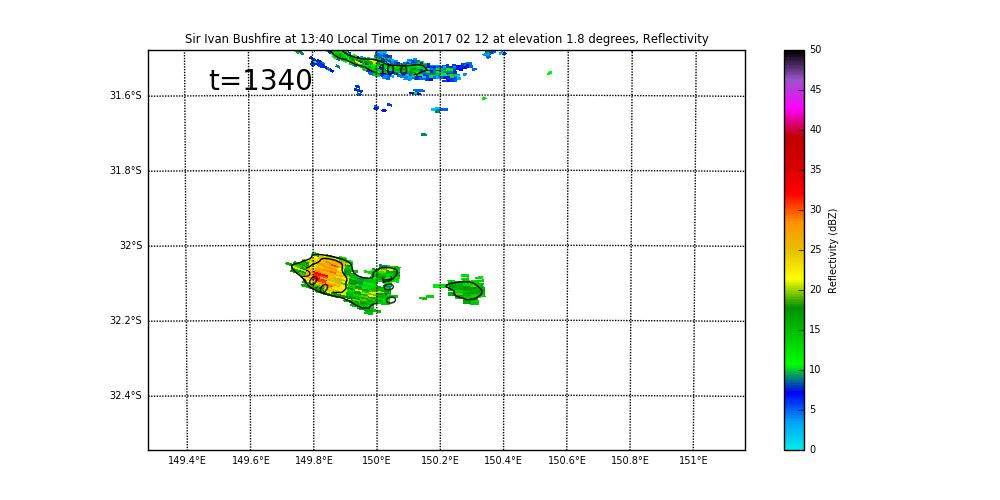 Sir Ivan Bushfire at 13:40 Local Time on 2017 02 12 at elevation 1.8 degrees, Reflectivity
t=1340
10.0
31.6°S
31.8°S
32°S
32.2°S
32.4°S
149.4°E 149.6°E 149.8°E 150°E 150.2°E 150.4°E 150.6°E 150.8°E 151°E
50
45
40
35
30
25
20
15
10
5
0
Reflectivity (dBZ)